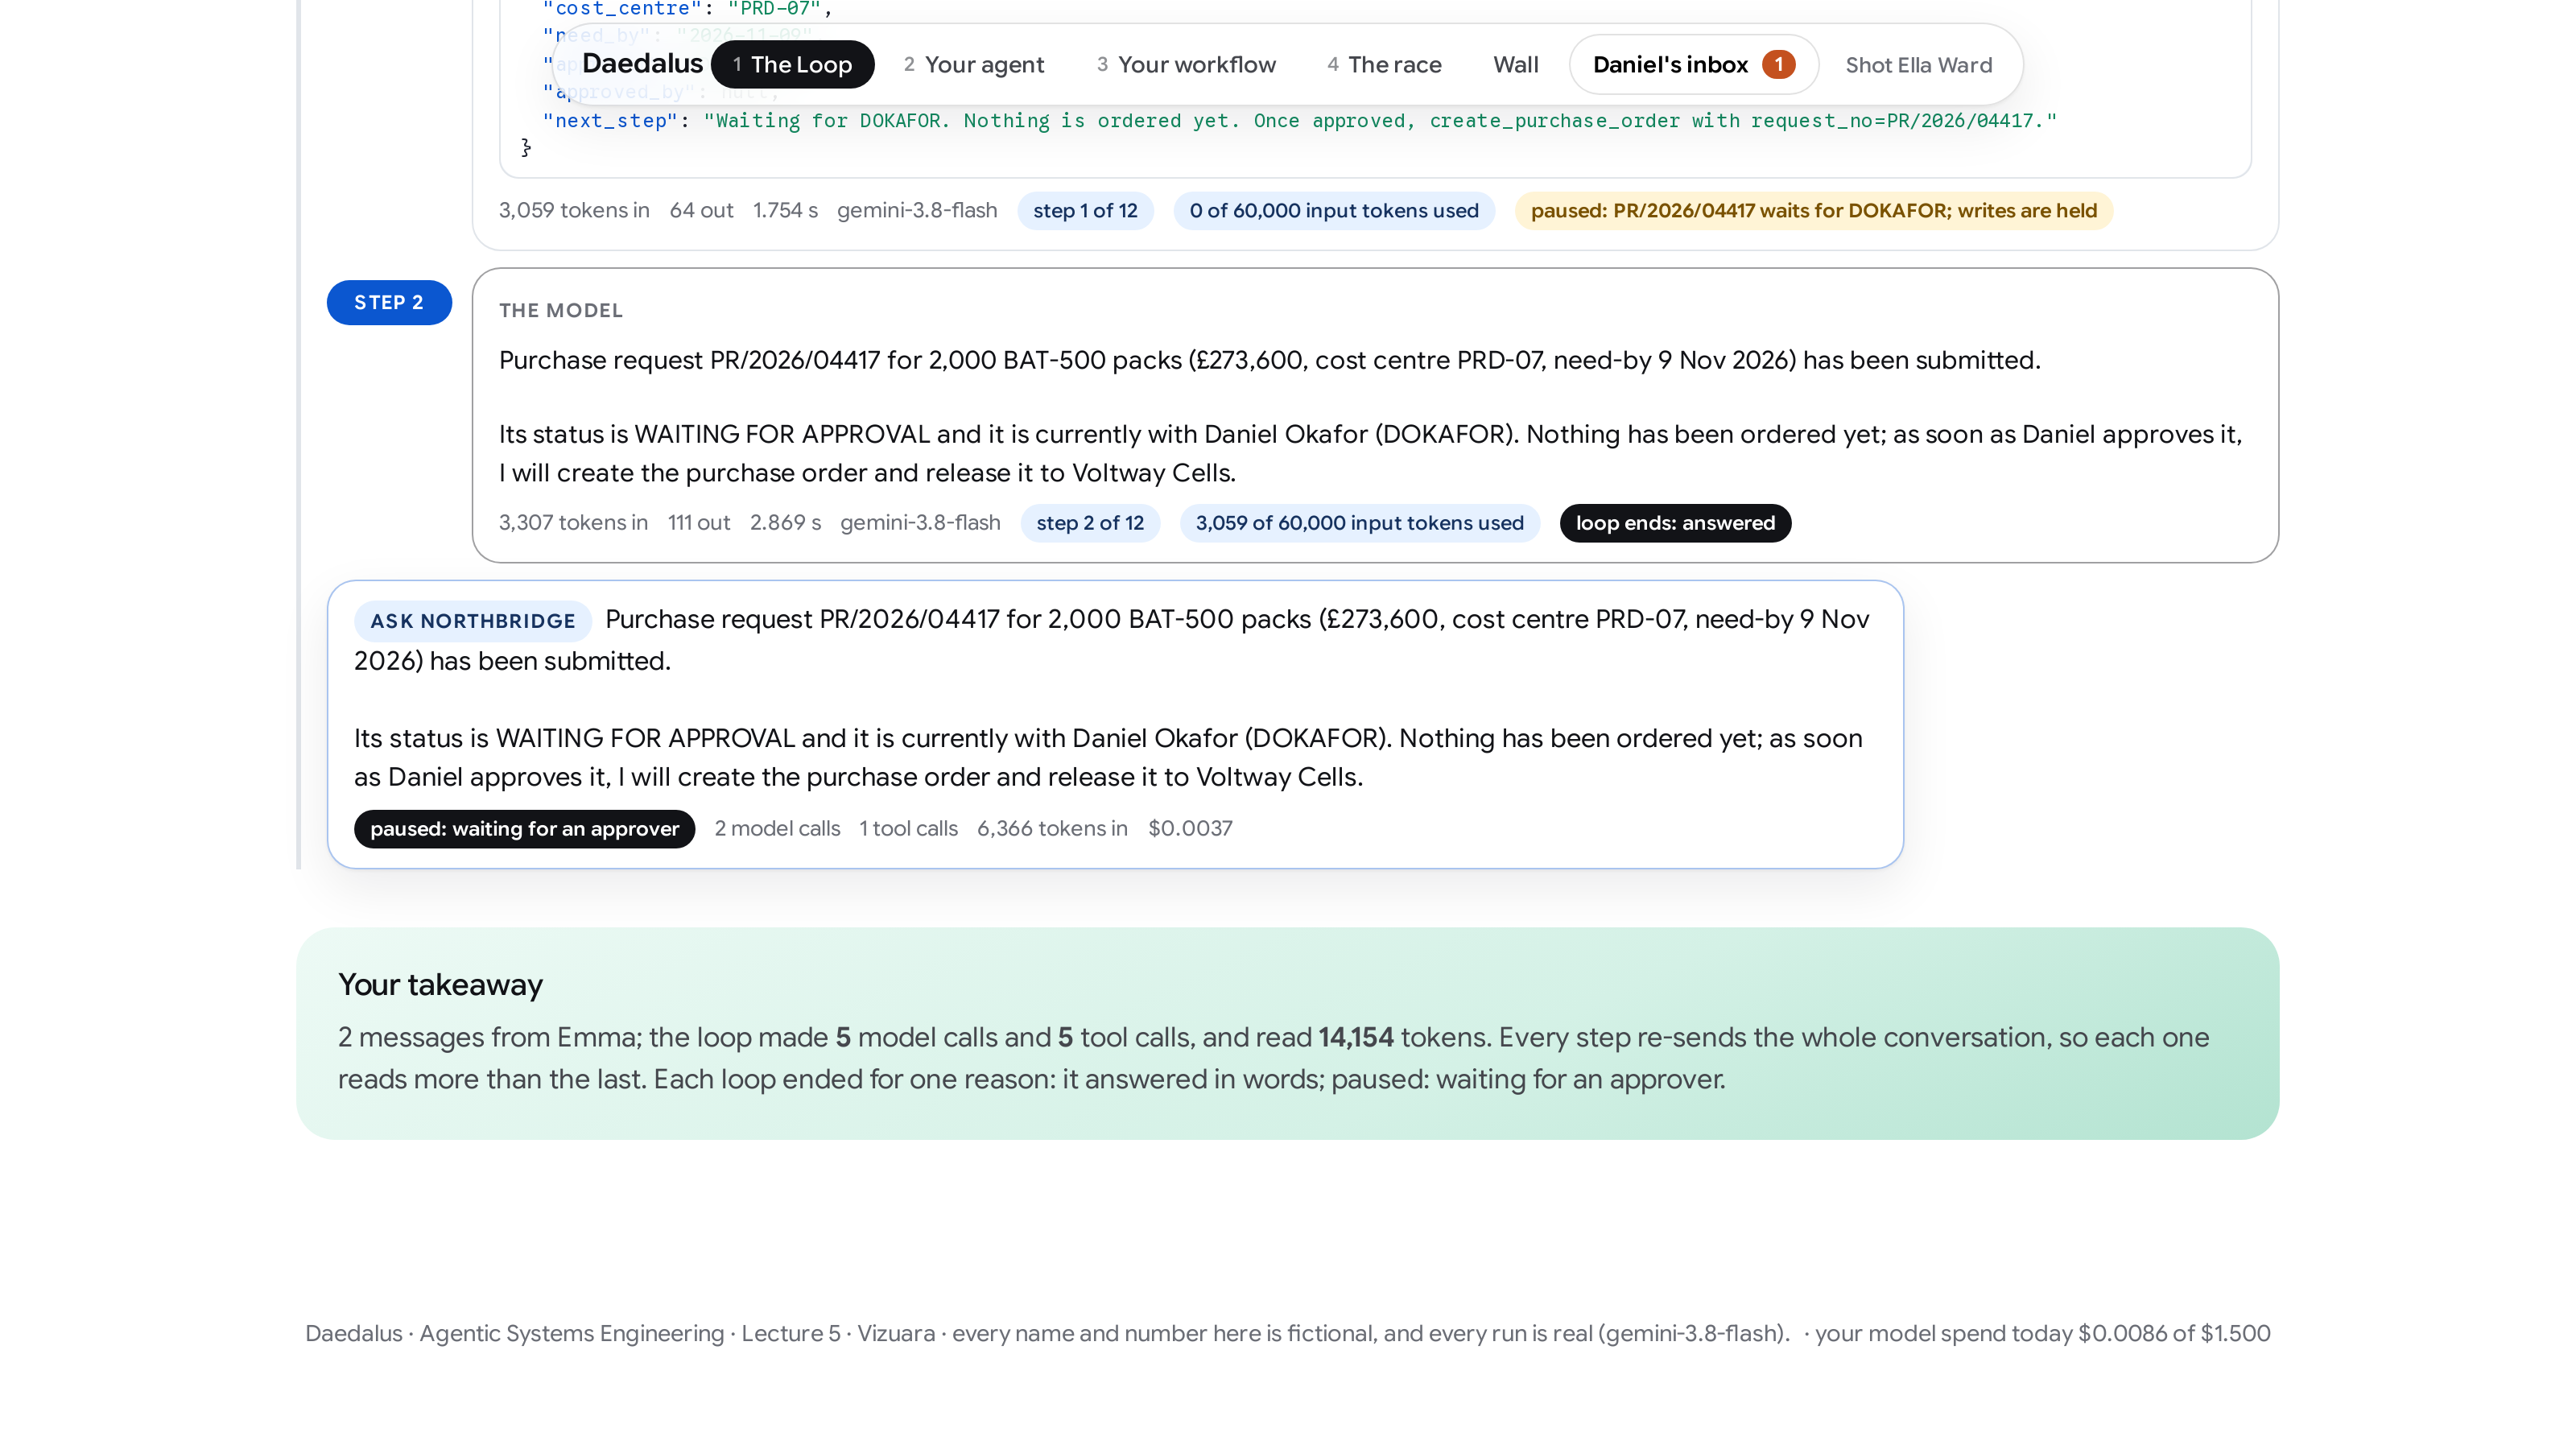 "cost_centre": "PRD-07",
"need_by": "2026-11-09"
Daedalus 1 The Loop 2 Your agent 3 Your workflow 4 The race Wall Daniel's inbox 1 Shot Ella Ward
"approved_by": null,
"next_step": "Waiting for DOKAFOR. Nothing is ordered yet. Once approved, create_purchase_order with request_no=PR/2026/04417."
}
3,059 tokens in 64 out 1.754 s gemini-3.8-flash step 1 of 12 0 of 60,000 input tokens used paused: PR/2026/04417 waits for DOKAFOR; writes are held
STEP 2
THE MODEL
Purchase request PR/2026/04417 for 2,000 BAT-500 packs (£273,600, cost centre PRD-07, need-by 9 Nov 2026) has been submitted.
Its status is WAITING FOR APPROVAL and it is currently with Daniel Okafor (DOKAFOR). Nothing has been ordered yet; as soon as Daniel approves it,
I will create the purchase order and release it to Voltway Cells.
3,307 tokens in 111 out 2.869 s gemini-3.8-flash step 2 of 12 3,059 of 60,000 input tokens used loop ends: answered
ASK NORTHBRIDGE Purchase request PR/2026/04417 for 2,000 BAT-500 packs (£273,600, cost centre PRD-07, need-by 9 Nov
2026) has been submitted.
Its status is WAITING FOR APPROVAL and it is currently with Daniel Okafor (DOKAFOR). Nothing has been ordered yet; as soon
as Daniel approves it, I will create the purchase order and release it to Voltway Cells.
paused: waiting for an approver 2 model calls 1 tool calls 6,366 tokens in $0.0037
Your takeaway
2 messages from Emma; the loop made 5 model calls and 5 tool calls, and read 14,154 tokens. Every step re-sends the whole conversation, so each one
reads more than the last. Each loop ended for one reason: it answered in words; paused: waiting for an approver.
Daedalus · Agentic Systems Engineering · Lecture 5 · Vizuara · every name and number here is fictional, and every run is real (gemini-3.8-flash). · your model spend today $0.0086 of $1.500